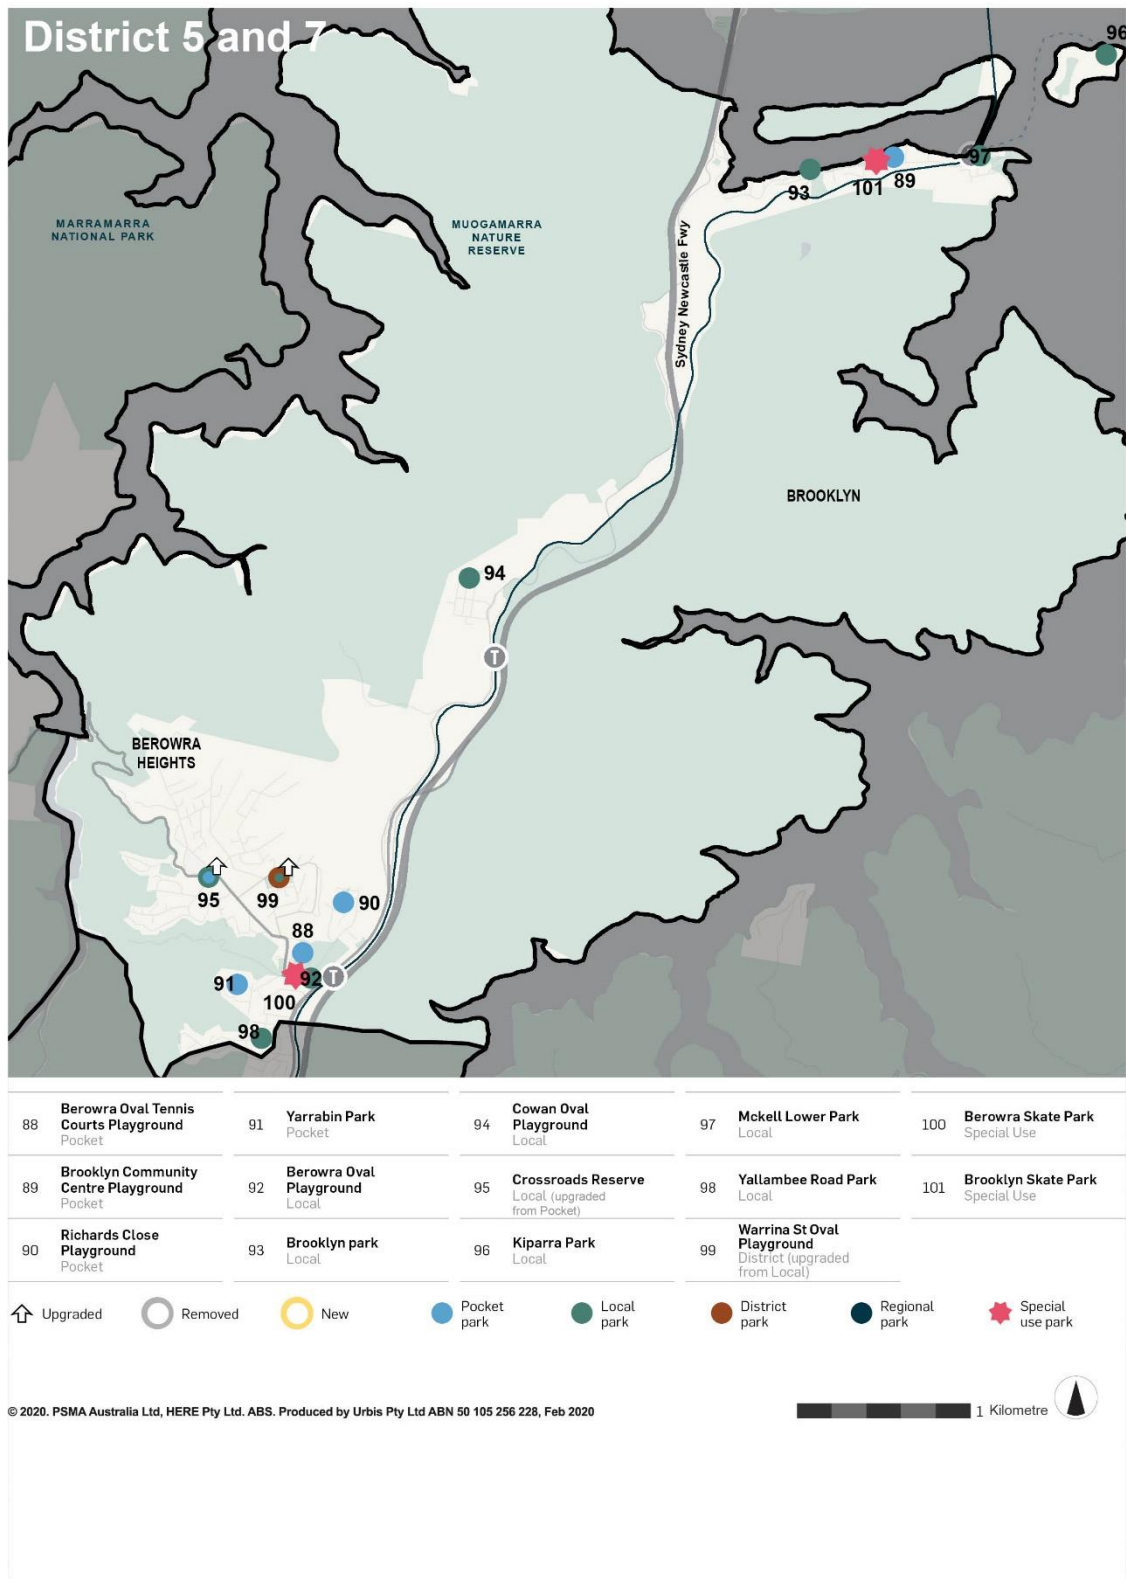 District 5 and 7
96
97
93
101
89
MARRAMARRA
NATIONAL PARK
MUOGAMARRA
NATURE
RESERVE
Sydney Newcastle Fwy
BROOKLYN
94
T
BEROWRA
HEIGHTS
95
99
90
88
91
92
T
100
98
88
Berowra Oval Tennis
Courts Playground
Pocket
91
Yarrabin Park
Pocket
94
Cowan Oval
Playground
Local
97
Mckell Lower Park
Local
100
Berowra Skate Park
Special Use
89
Brooklyn Community
Centre Playground
Pocket
92
Berowra Oval
Playground
Local
95
Crossroads Reserve
Local (upgraded
from Pocket)
98
Yallambee Road Park
Local
101
Brooklyn Skate Park
Special Use
90
Richards Close
Playground
Pocket
93
Brooklyn park
Local
96
Kiparra Park
Local
99
Warrina St Oval
Playground
District (upgraded
from Local)
Upgraded
Removed
New
Pocket
park
Local
park
District
park
Regional
park
Special
use park
© 2020. PSMA Australia Ltd, HERE Pty Ltd. ABS. Produced by Urbis Pty Ltd ABN 50 105 256 228, Feb 2020
1 Kilometre